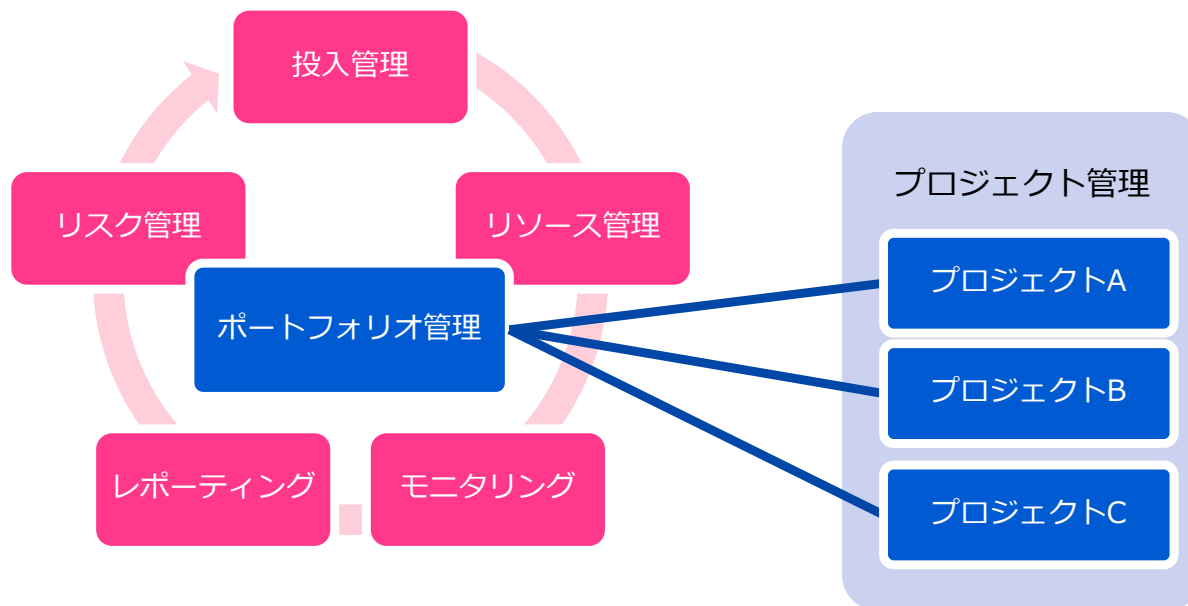 投入管理
リスク管理
リソース管理
ポートフォリオ管理
レポーティング
モニタリング
プロジェクト管理
プロジェクトA
プロジェクトB
プロジェクトC